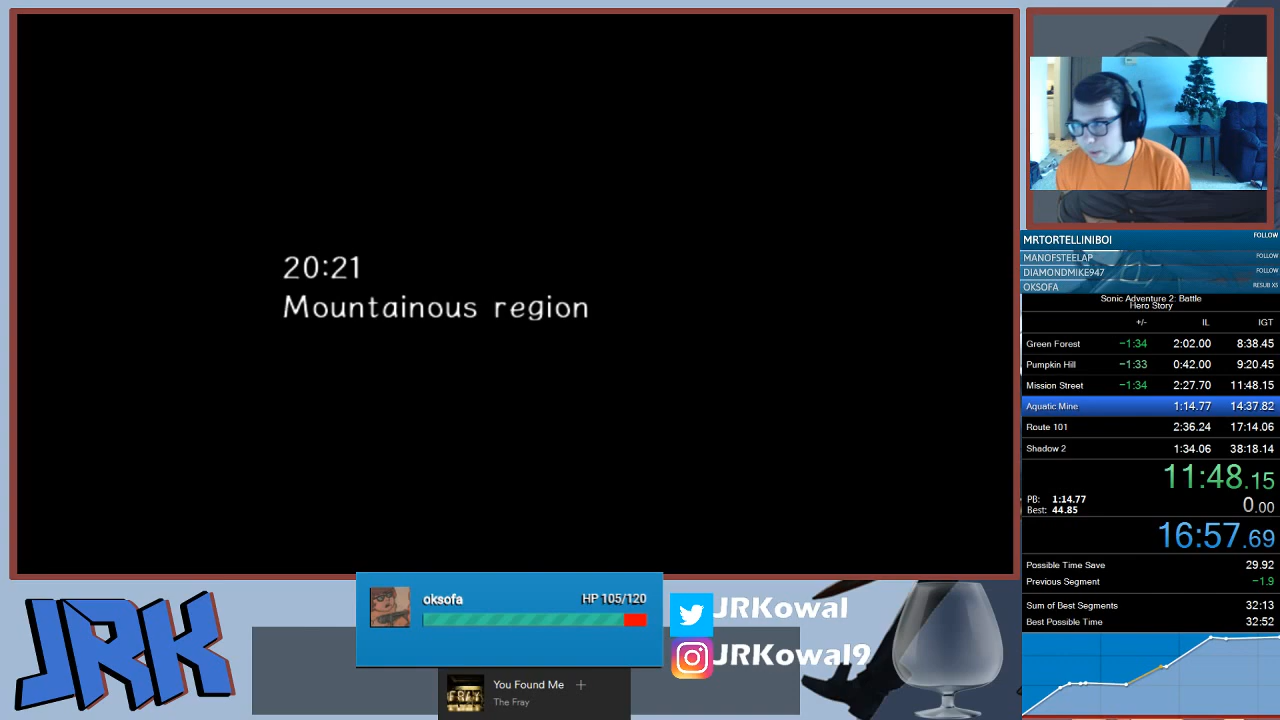 20:21
Mountainous region
MRTORTELLINIBOI FOLLOW
MANOFSTEELAP FOLLOW
DIAMONDMIKE947 FOLLOW
OKSOFA RESUB X5
Sonic Adventure 2: Battle
Hero Story
+/- IL IGT
Green Forest −1:34 2:02.00 8:38.45
Pumpkin Hill −1:33 0:42.00 9:20.45
Mission Street −1:34 2:27.70 11:48.15
Aquatic Mine 1:14.77 14:37.82
Route 101 2:36.24 17:14.06
Shadow 2 1:34.06 38:18.14
11:48.15
PB: 1:14.77 0.00
Best: 44.85
16:57.69
Possible Time Save 29.92
Previous Segment −1.9
Sum of Best Segments 32:13
Best Possible Time 32:52
JRK
oksofa HP 105/120
JRKowal
JRKowal9
You Found Me +
The Fray